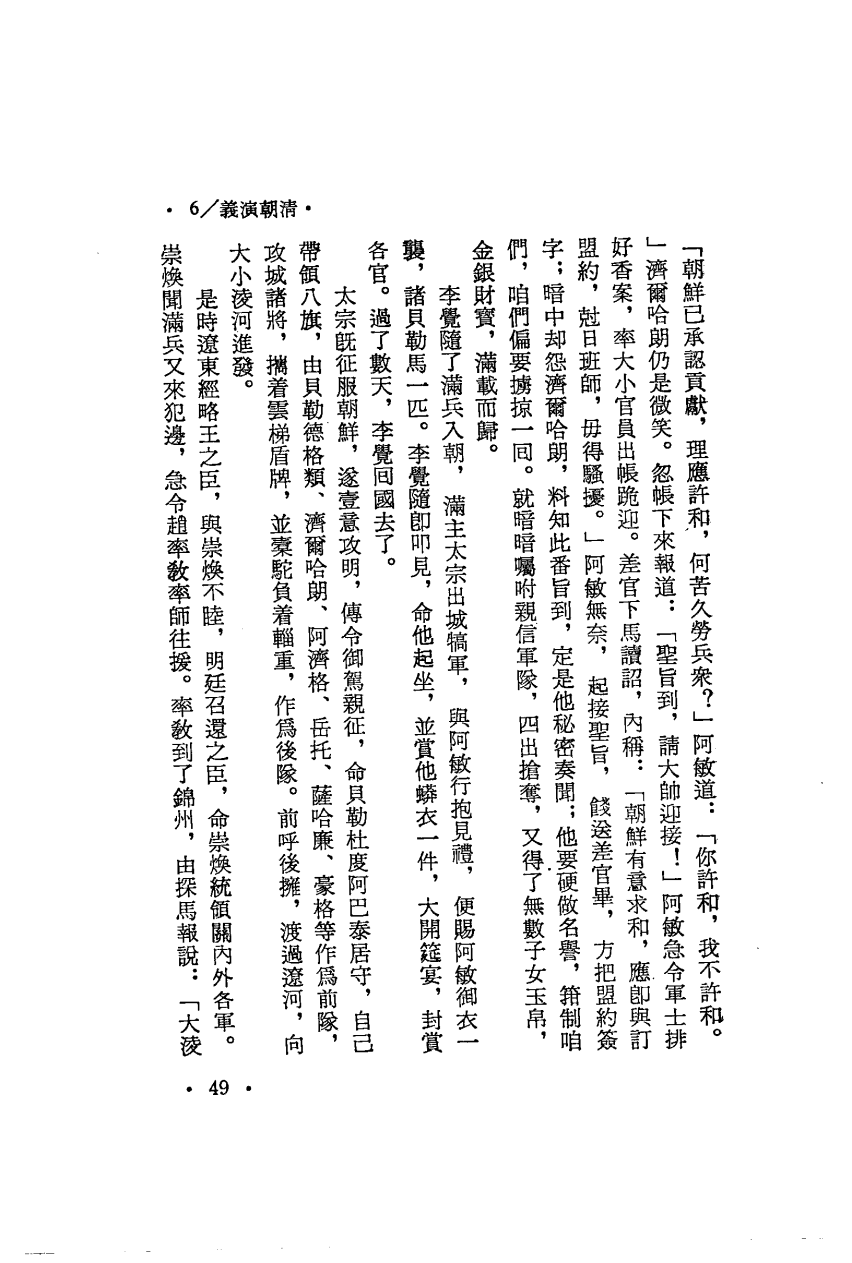 ・6／義演朝清・
「朝鮮已承認貢獻，理應許和，何苦久勞兵衆？」阿敏道：「你許和，我不許和。
」濟爾哈朗仍是微笑。忽帳下來報道：「聖旨到，請大帥迎接！」阿敏急令軍士排
好香案，率大小官員出帳跪迎。差官下馬讀詔，內稱：「朝鮮有意求和，應卽與訂
盟約，尅日班師，毋得騷擾。」阿敏無奈，起接聖旨，餞送差官畢，方把盟約簽
字；暗中却怨濟爾哈朗，料知此番旨到，定是他秘密奏聞；他要硬做名譽，箝制咱
們，咱們偏要擄掠一回。就暗暗囑咐親信軍隊，四出搶奪，又得了無數子女玉帛，
金銀財寶，滿載而歸。
李覺隨了滿兵入朝，滿主太宗出城犒軍，與阿敏行抱見禮，便賜阿敏御衣一
襲，諸貝勒馬一匹。李覺隨卽叩見，命他起坐，並賞他蟒衣一件，大開筵宴，封賞
各官。過了數天，李覺回國去了。
太宗旣征服朝鮮，遂壹意攻明，傳令御駕親征，命貝勒杜度阿巴泰居守，自己
帶領八旗，由貝勒德格類、濟爾哈朗、阿濟格、岳托、薩哈廉、豪格等作爲前隊，
攻城諸將，攜着雲梯盾牌，並橐駝負着輜重，作爲後隊。前呼後擁，渡過遼河，向
大小淩河進發。
是時遼東經略王之臣，與崇煥不睦，明廷召還之臣，命崇煥統領關內外各軍。
崇煥聞滿兵又來犯邊，急令趙率敎率師往援。率敎到了錦州，由探馬報說：「大淩
・49・